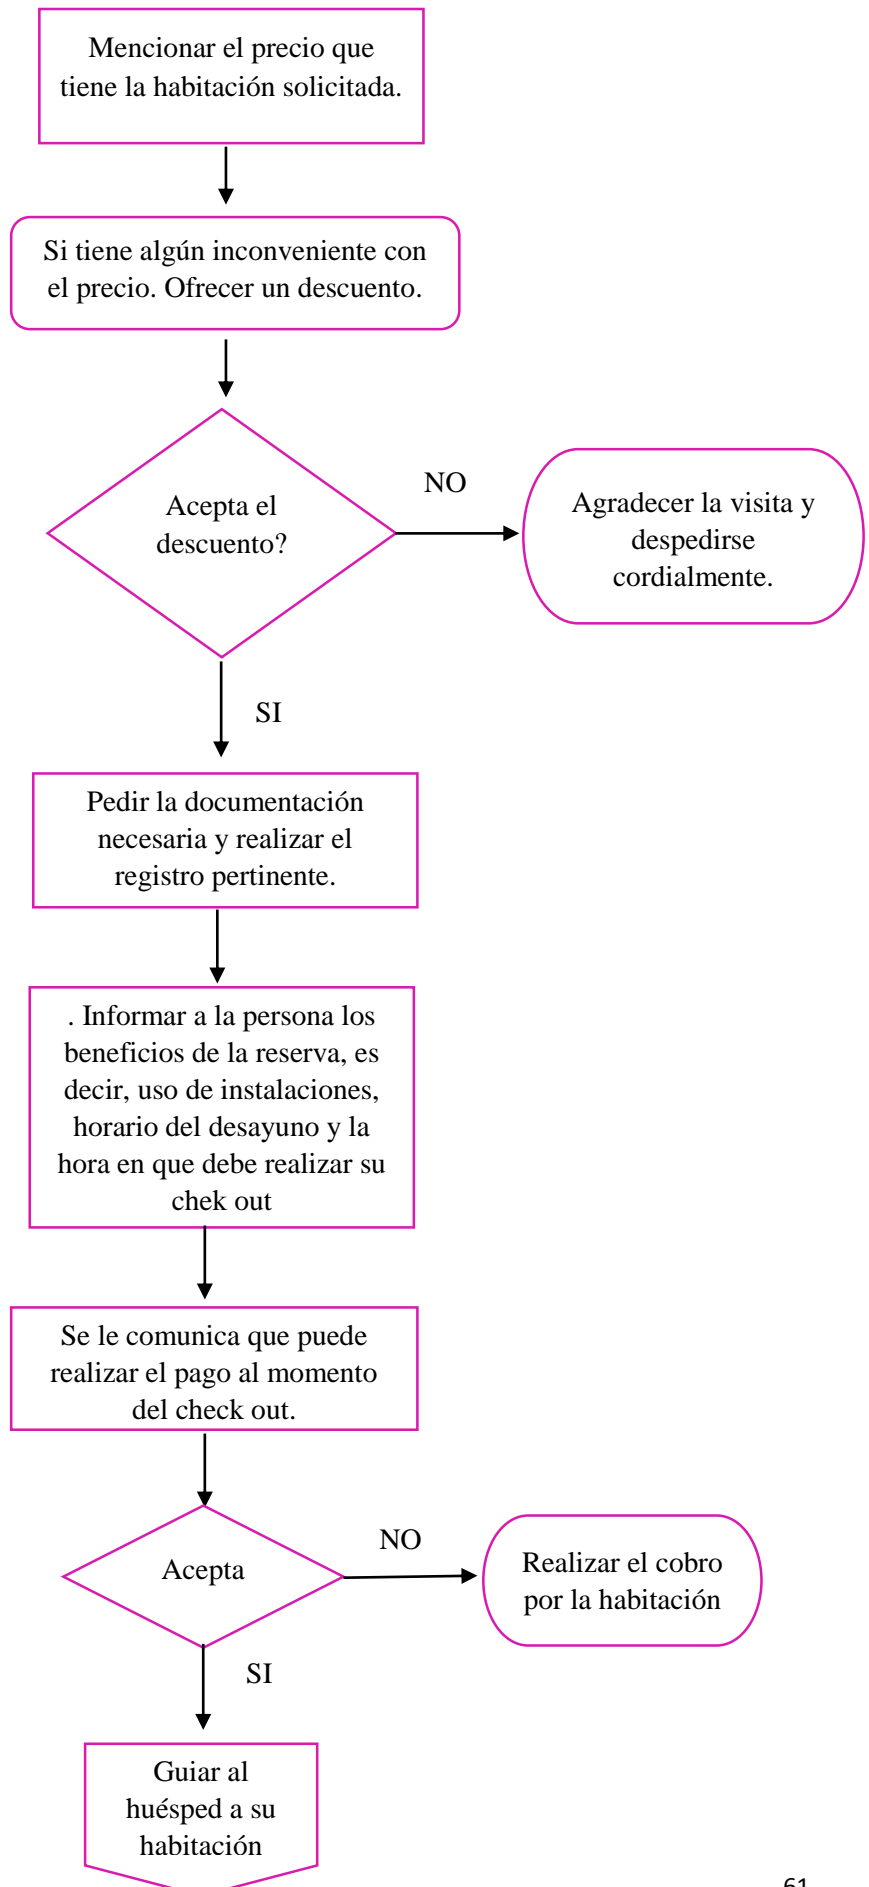 Mencionar el precio que
tiene la habitación solicitada.
Si tiene algún inconveniente con
el precio. Ofrecer un descuento.
Acepta el
descuento?
NO
Agradecer la visita y
despedirse
cordialmente.
SI
Pedir la documentación
necesaria y realizar el
registro pertinente.
. Informar a la persona los
beneficios de la reserva, es
decir, uso de instalaciones,
horario del desayuno y la
hora en que debe realizar su
chek out
Se le comunica que puede
realizar el pago al momento
del check out.
Acepta
NO
Realizar el cobro
por la habitación
SI
Guiar al
huésped a su
habitación
61